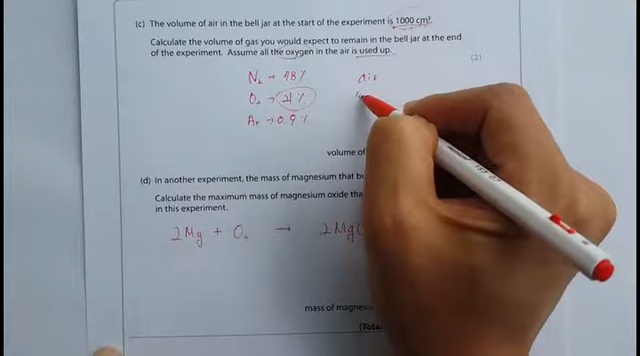 (c) The volume of air in the bell jar at the start of the experiment is 1000 cm³.
Calculate the volume of gas you would expect to remain in the bell jar at the end
of the experiment. Assume all the oxygen in the air is used up.
(2)
N₂ → 78%
air
O₂ → 21%
Ar → 0.9%
volume of
(d) In another experiment, the mass of magnesium that
Calculate the maximum mass of magnesium oxide
in this experiment.
2Mg + O₂ → 2Mg
mass of
(Tota